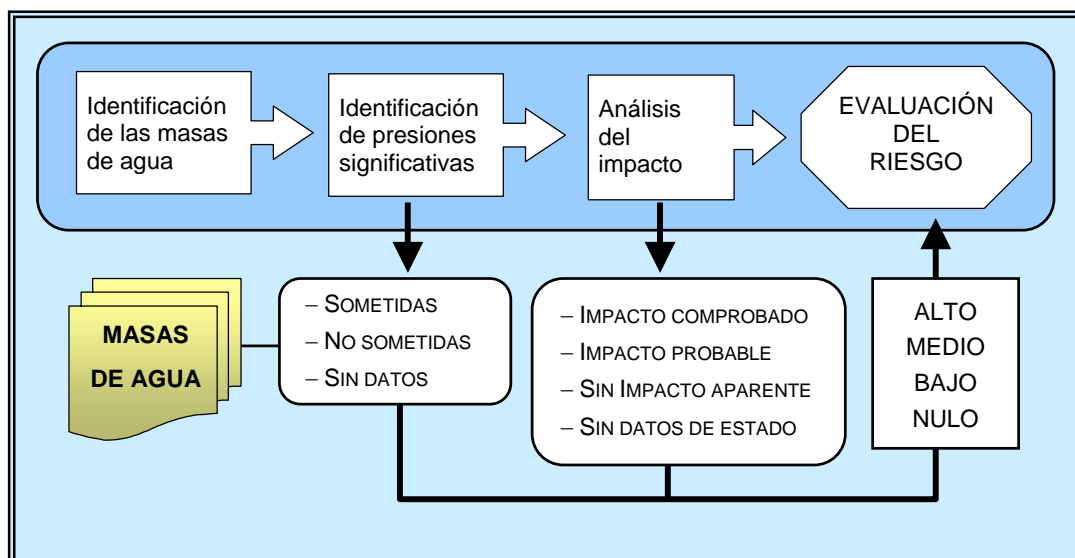 Identificación
de las masas
de agua
Identificación
de presiones
significativas
Análisis
del
impacto
EVALUACIÓN
DEL
RIESGO
MASAS
DE AGUA
– SOMETIDAS
– NO SOMETIDAS
– SIN DATOS
– IMPACTO COMPROBADO
– IMPACTO PROBABLE
– SIN IMPACTO APARENTE
– SIN DATOS DE ESTADO
ALTO
MEDIO
BAJO
NULO